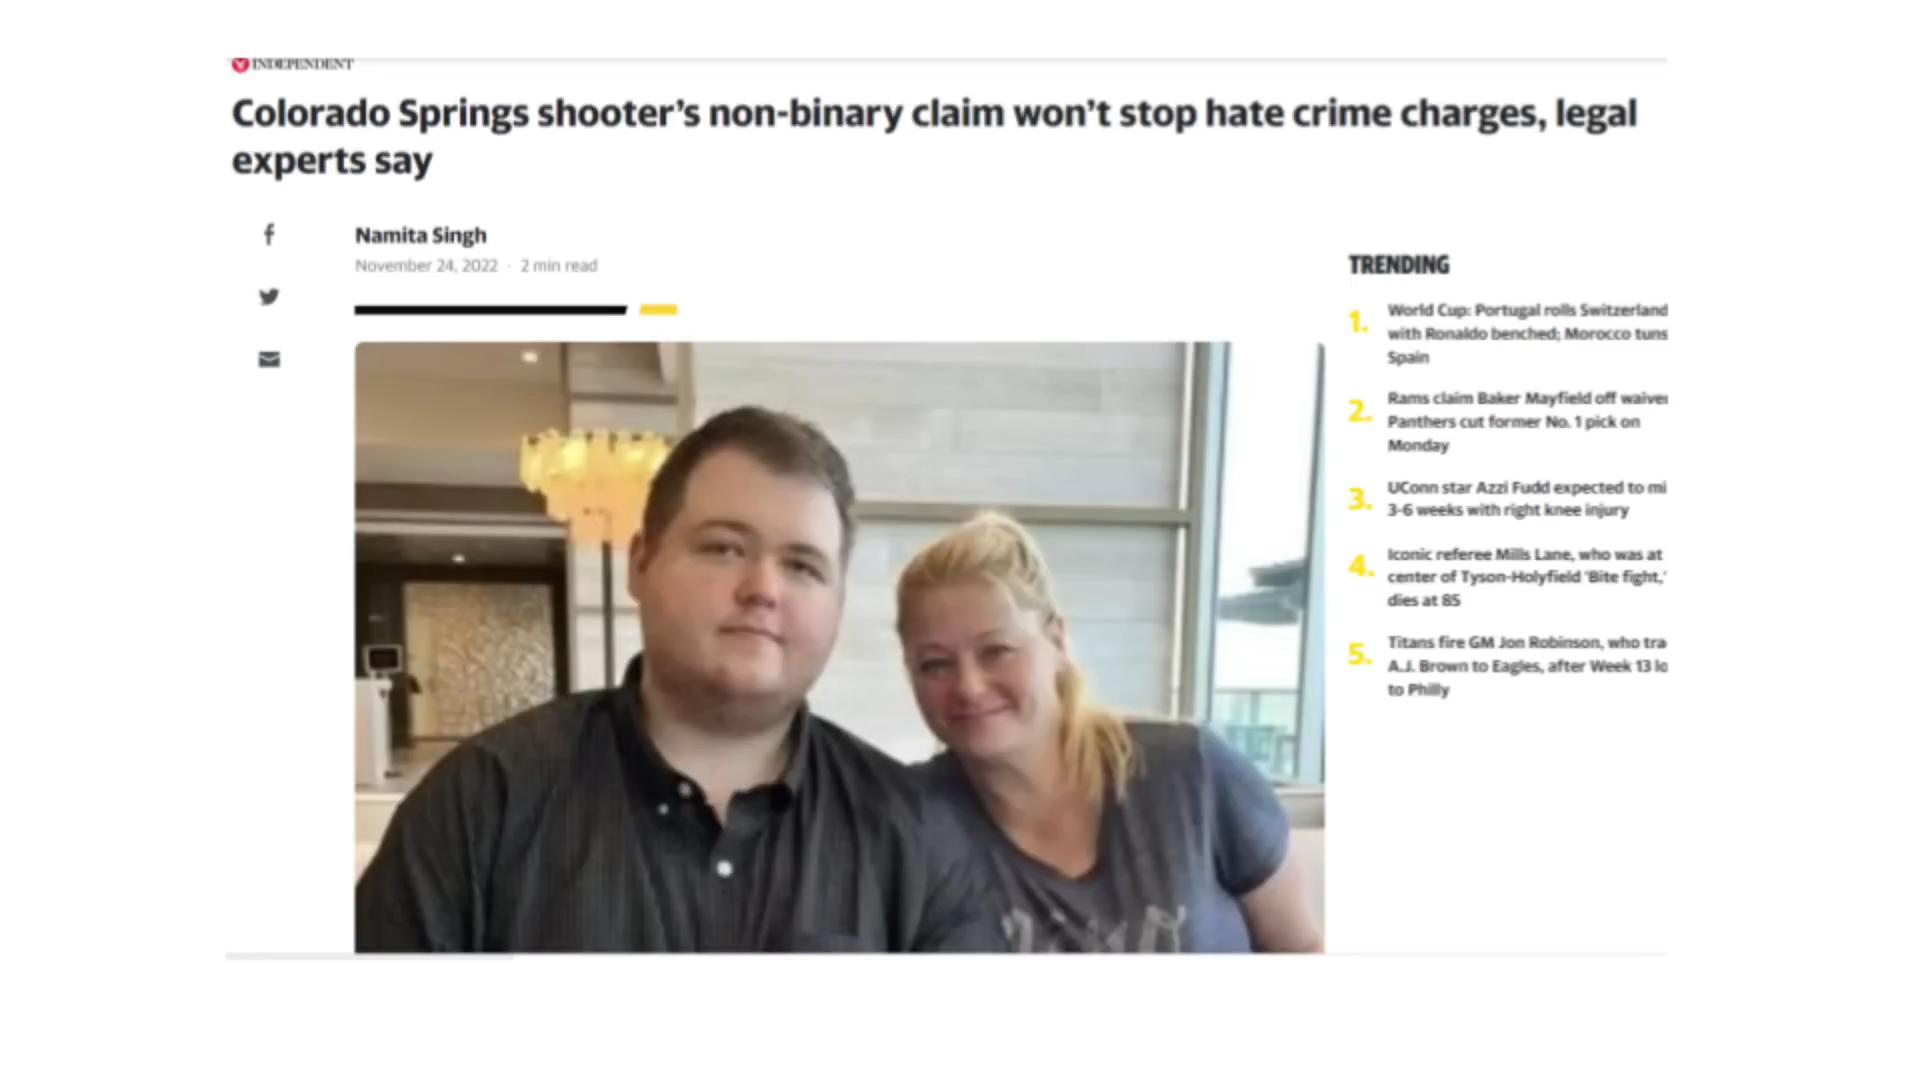 INDEPENDENT
Colorado Springs shooter's non-binary claim won't stop hate crime charges, legal
experts say
Namita Singh
November 24, 2022 · 2 min read
TRENDING
1. World Cup: Portugal rolls Switzerland
with Ronaldo benched; Morocco tuns
Spain
2. Rams claim Baker Mayfield off
Panthers cut former No. 1 pick on
Monday
3. UConn star Azzi Fudd expected to mi
3-6 weeks with right knee injury
4. Iconic referee Mills Lane, who was at
center of Tyson-Holyfield 'Bite fight,'
dies at 85
5. Titans fire GM Jon Robinson, who tra
A.J. Brown to Eagles, after Week 13 lo
to Philly